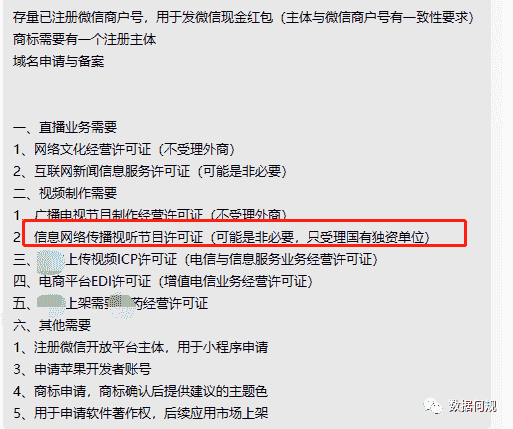 存量已注册微信商户号，用于发微信现金红包（主体与微信商户号有一致性要求）
商标需要有一个注册主体
域名申请与备案
一、直播业务需要
1、网络文化经营许可证（不受理外商）
2、互联网新闻信息服务许可证（可能是非必要）
二、视频制作需要
1、广播电视节目制作经营许可证（不受理外商）
2、信息网络传播视听节目许可证（可能是非必要，只受理国有独资单位）
三、上传视频ICP许可证（电信与信息服务业务经营许可证）
四、电商平台EDI许可证（增值电信业务经营许可证）
五、上架需药经营许可证
六、其他需要
1、注册微信开放平台主体，用于小程序申请
3、申请苹果开发者账号
4、商标申请，商标确认后提供建议的主题色
5、用于申请软件著作权，后续应用市场上架
数据何规